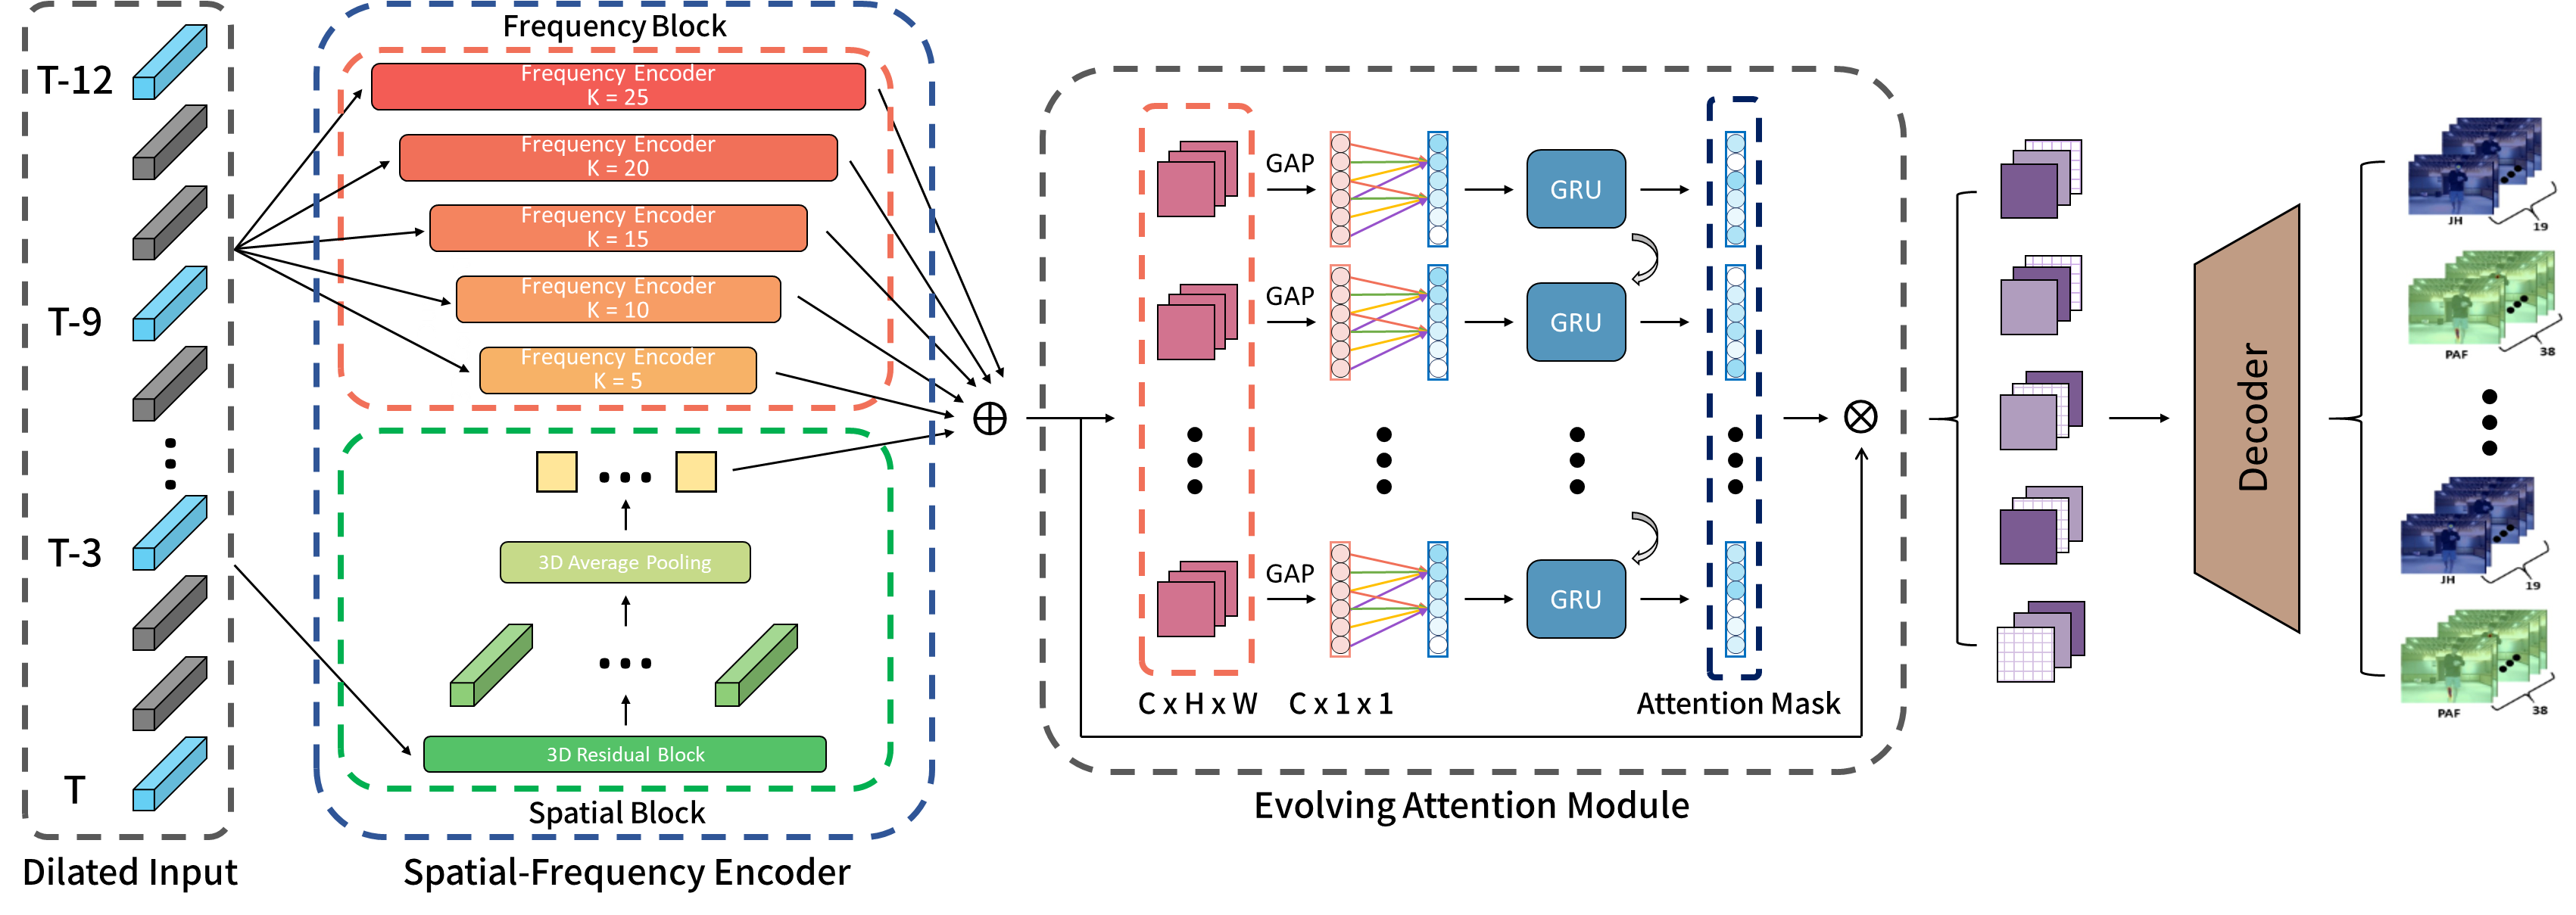 T-12
T-9
T-3
T
Dilated Input
Frequency Block
Frequency Encoder
K = 25
Frequency Encoder
K = 20
Frequency Encoder
K = 15
Frequency Encoder
K = 10
Frequency Encoder
K = 5
3D Average Pooling
3D Residual Block
Spatial Block
Spatial-Frequency Encoder
GAP
GRU
GAP
GRU
GAP
GRU
C x H x W
C x 1 x 1
Attention Mask
Evolving Attention Module
Decoder
JH
19
PAF
38
JH
19
PAF
38